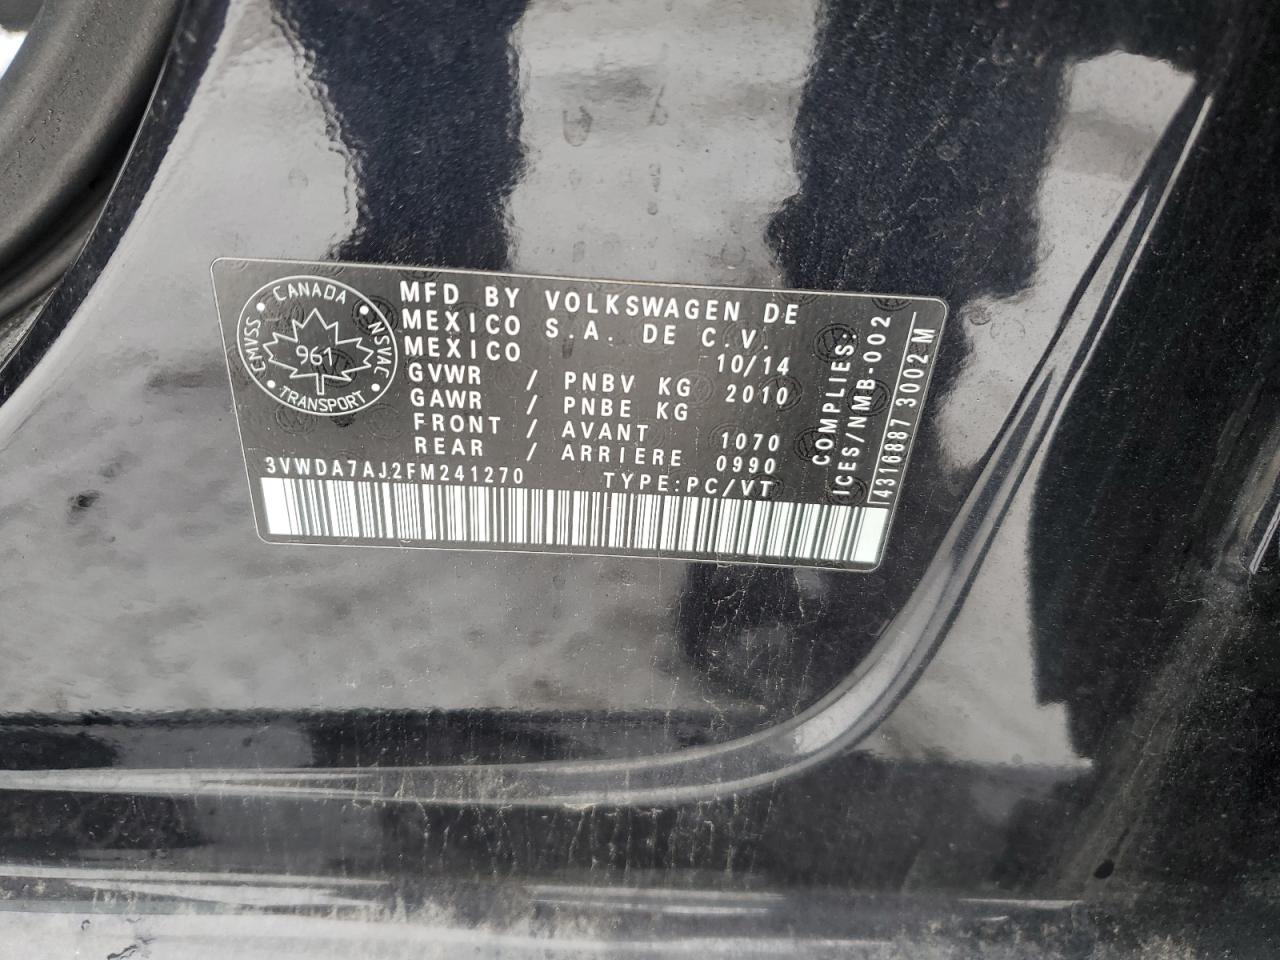 CANADA
NSVAC
TRANSPORT
CMVSS
961
MFD BY VOLKSWAGEN DE
MEXICO S.A. DE C.V.
MEXICO 10/14
GVWR / PNBV KG 2010
GAWR / PNBE KG
FRONT / AVANT 1070
REAR / ARRIERE 0990
3VWDA7AJ2FM241270 TYPE:PC/VT
COMPLIES:
ICES/NMB-002
4316887 3002 M